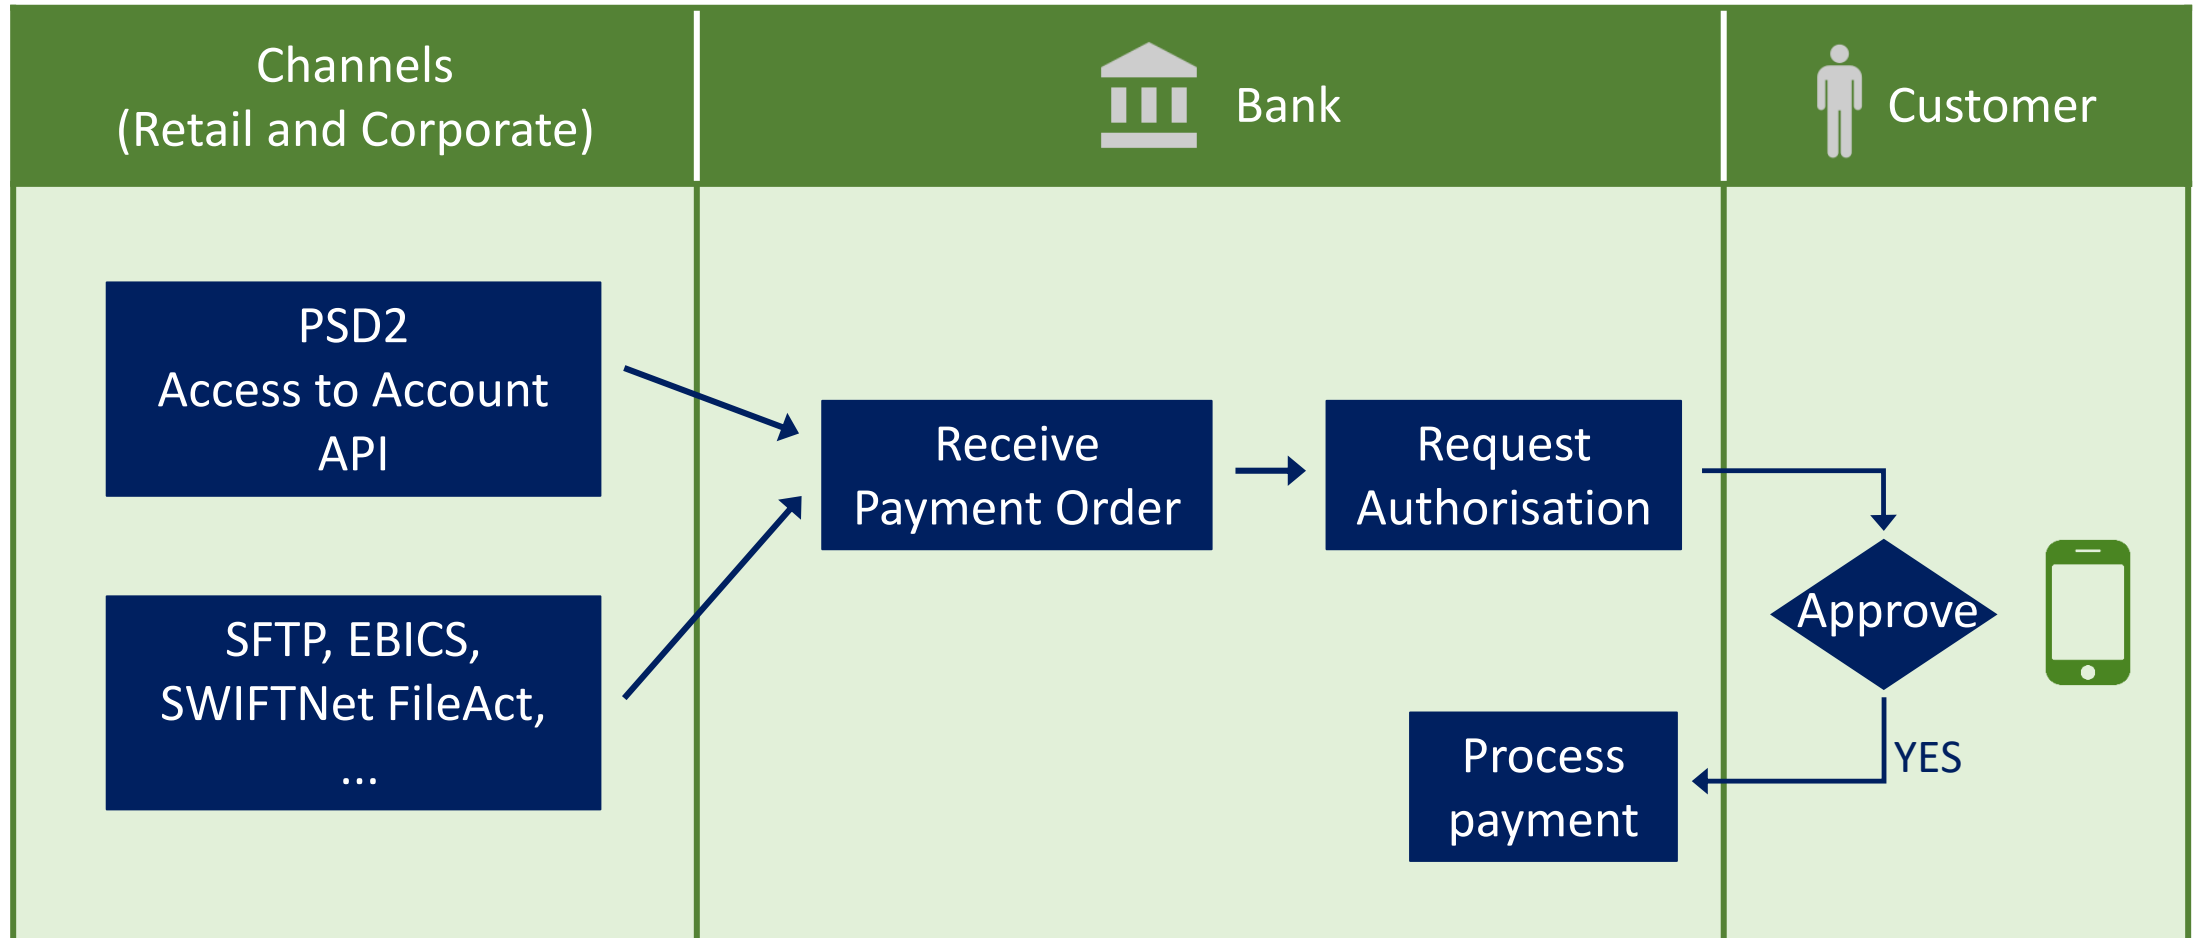 Channels
(Retail and Corporate)
Bank
Customer
PSD2
Access to Account
API
SFTP, EBICS,
SWIFTNet FileAct,
...
Receive
Payment Order
Request
Authorisation
Approve
YES
Process
payment